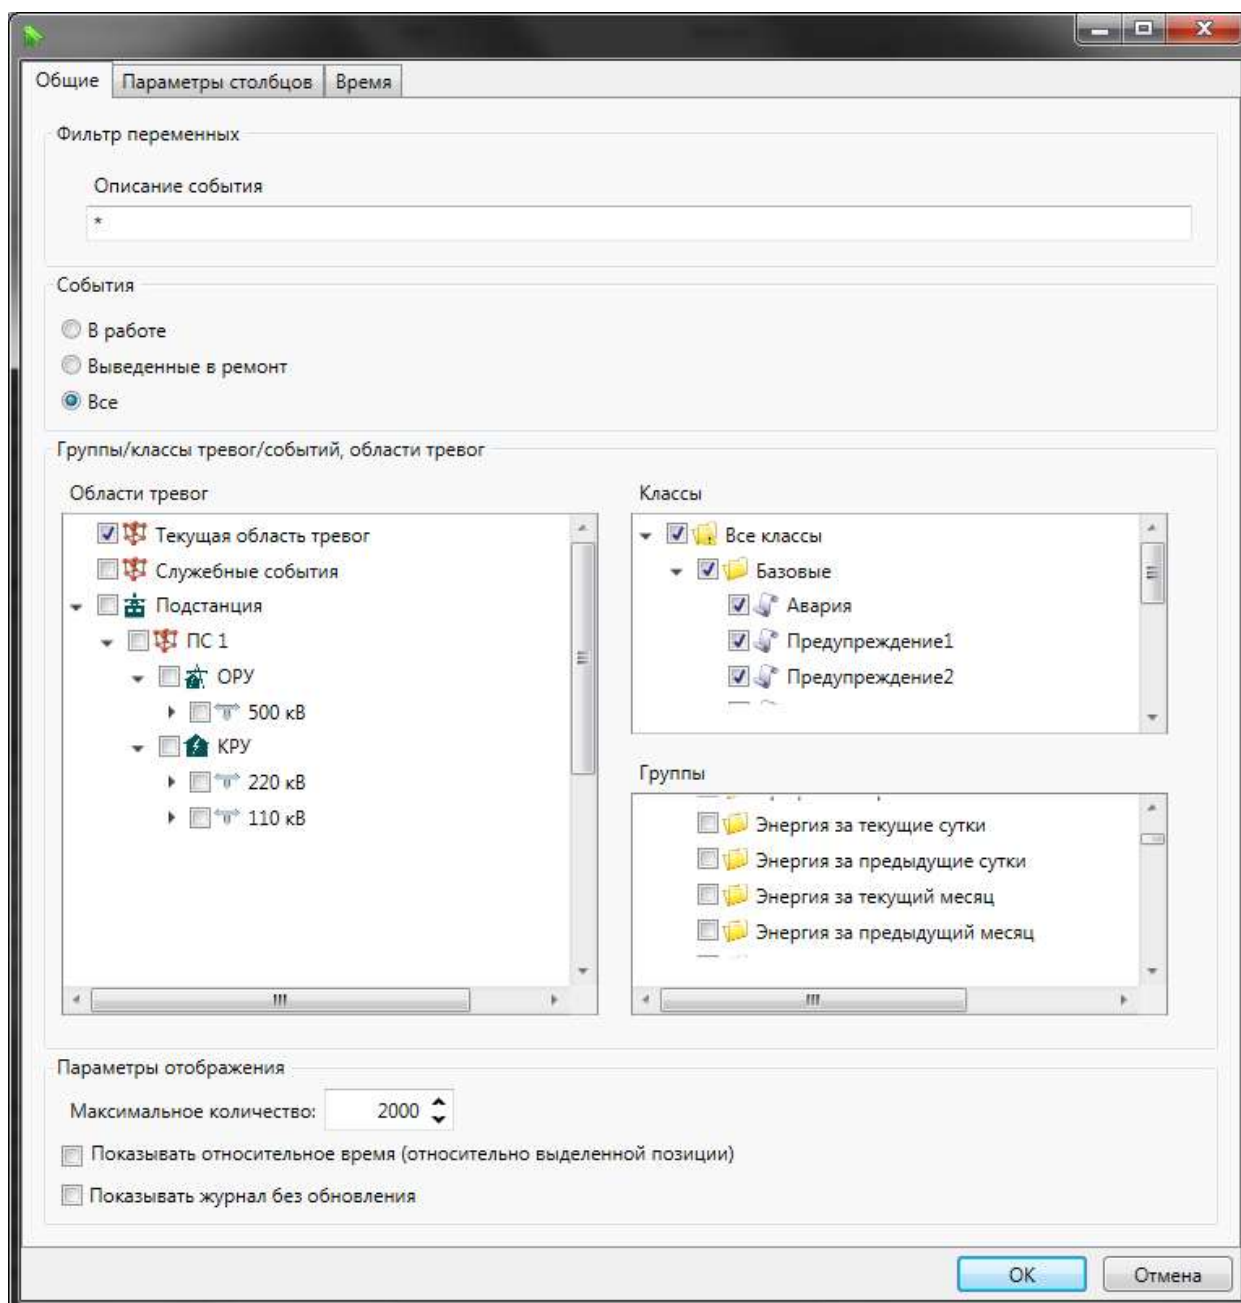 Общие Параметры столбцов Время
Фильтр переменных
Описание события
*
События
В работе
Выведенные в ремонт
Все
Группы/классы тревог/событий, области тревог
Области тревог
Текущая область тревог
Служебные события
Подстанция
ПС 1
ОРУ
500 кВ
КРУ
220 кВ
110 кВ
Классы
Все классы
Базовые
Авария
Предупреждение1
Предупреждение2
Группы
Энергия за текущие сутки
Энергия за предыдущие сутки
Энергия за текущий месяц
Энергия за предыдущий месяц
Параметры отображения
Максимальное количество: 2000
Показывать относительное время (относительно выделенной позиции)
Показывать журнал без обновления
OK Отмена